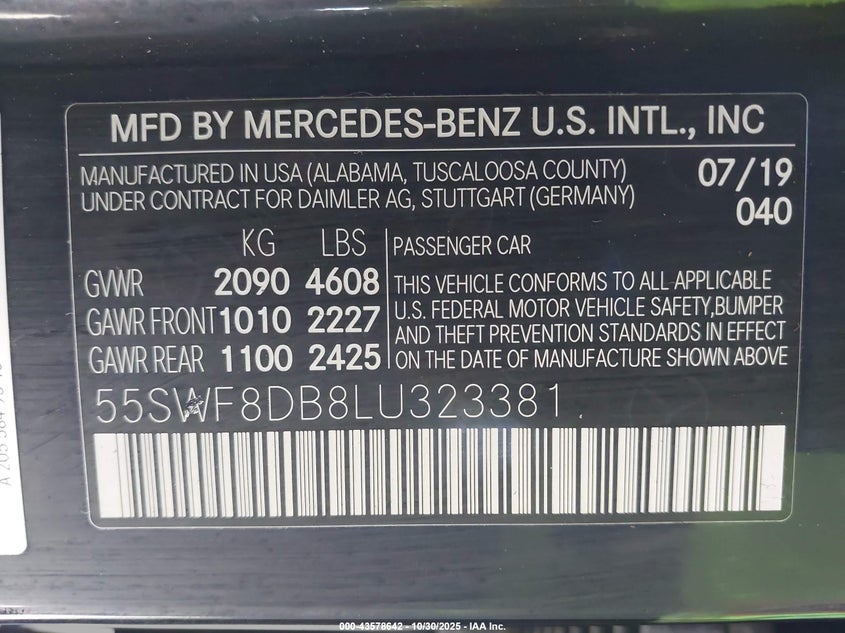 MFD BY MERCEDES-BENZ U.S. INTL., INC
MANUFACTURED IN USA (ALABAMA, TUSCALOOSA COUNTY) 07/19
UNDER CONTRACT FOR DAIMLER AG, STUTTGART (GERMANY) 040
KG LBS PASSENGER CAR
GVWR 2090 4608 THIS VEHICLE CONFORMS TO ALL APPLICABLE
GAWR FRONT 1010 2227 U.S. FEDERAL MOTOR VEHICLE SAFETY, BUMPER
AND THEFT PREVENTION STANDARDS IN EFFECT
GAWR REAR 1100 2425 ON THE DATE OF MANUFACTURE SHOWN ABOVE
55SWF8DB8LU323381
000-43578642 - 10/30/2025 - IAA Inc.